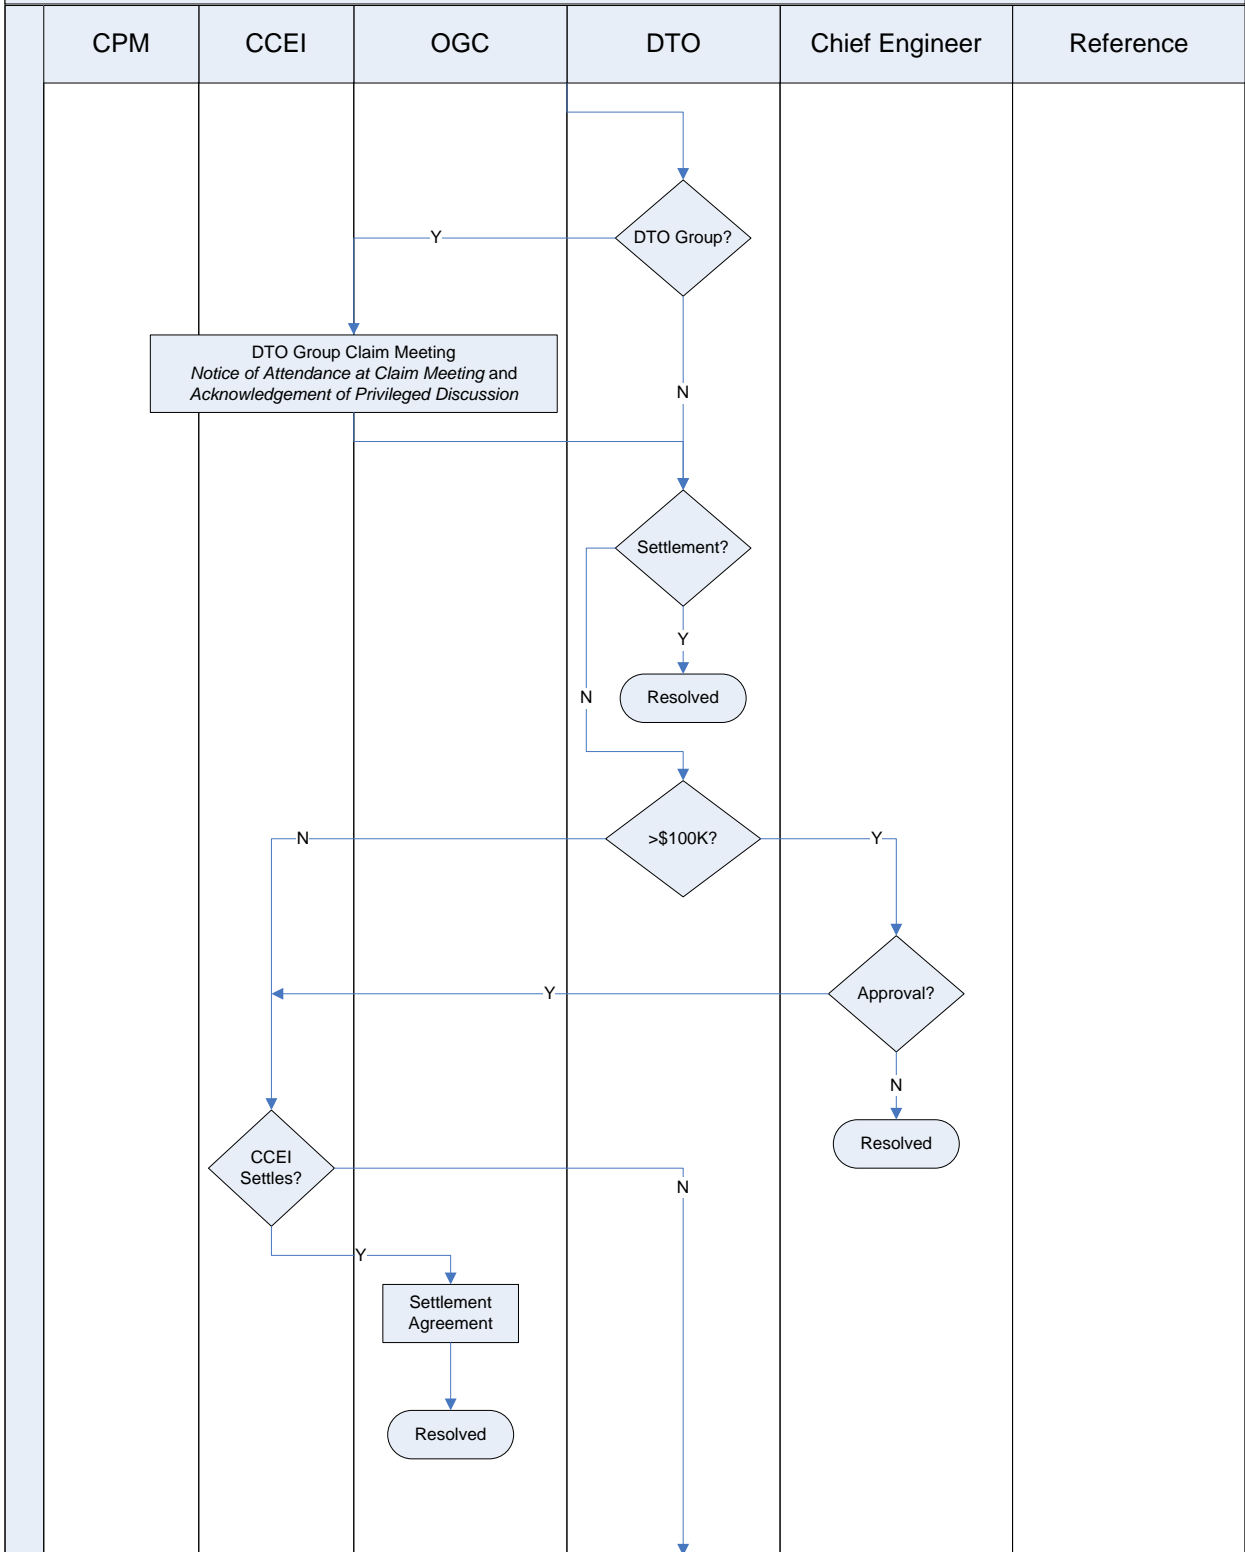 CPM
CCEI
OGC
DTO
Chief Engineer
Reference
DTO Group?
Y
DTO Group Claim Meeting
Notice of Attendance at Claim Meeting and
Acknowledgement of Privileged Discussion
N
Settlement?
Y
N
Resolved
>$100K?
N
Y
Approval?
Y
N
Resolved
CCEI
Settles?
N
Y
Settlement
Agreement
Resolved